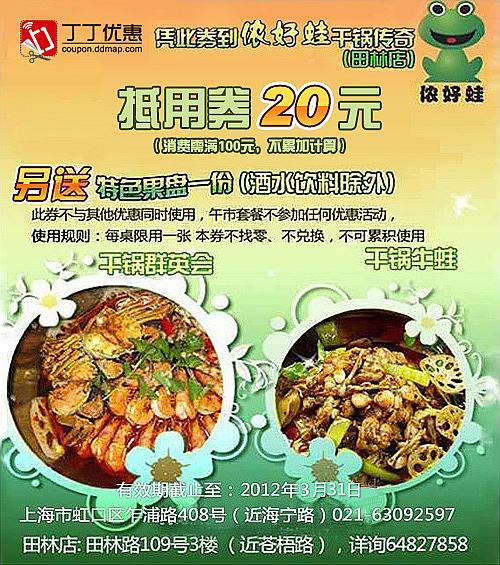 丁丁优惠
coupon.ddmap.com
凭此券到侬好蛙干锅传奇
(田林店)
侬好蛙
抵用券20元
(消费需满100元，不累加计算)
另送 特色果盘一份(酒水饮料除外)
此券不与其他优惠同时使用，午市套餐不参加任何优惠活动，
使用规则：每桌限用一张 本券不找零、不兑换，不可累积使用
干锅群英会
干锅牛蛙
有效期截止至：2012年3月31日
上海市虹口区乍浦路408号（近海宁路）021-63092597
田林店: 田林路109号3楼 （近苍梧路），详询64827858